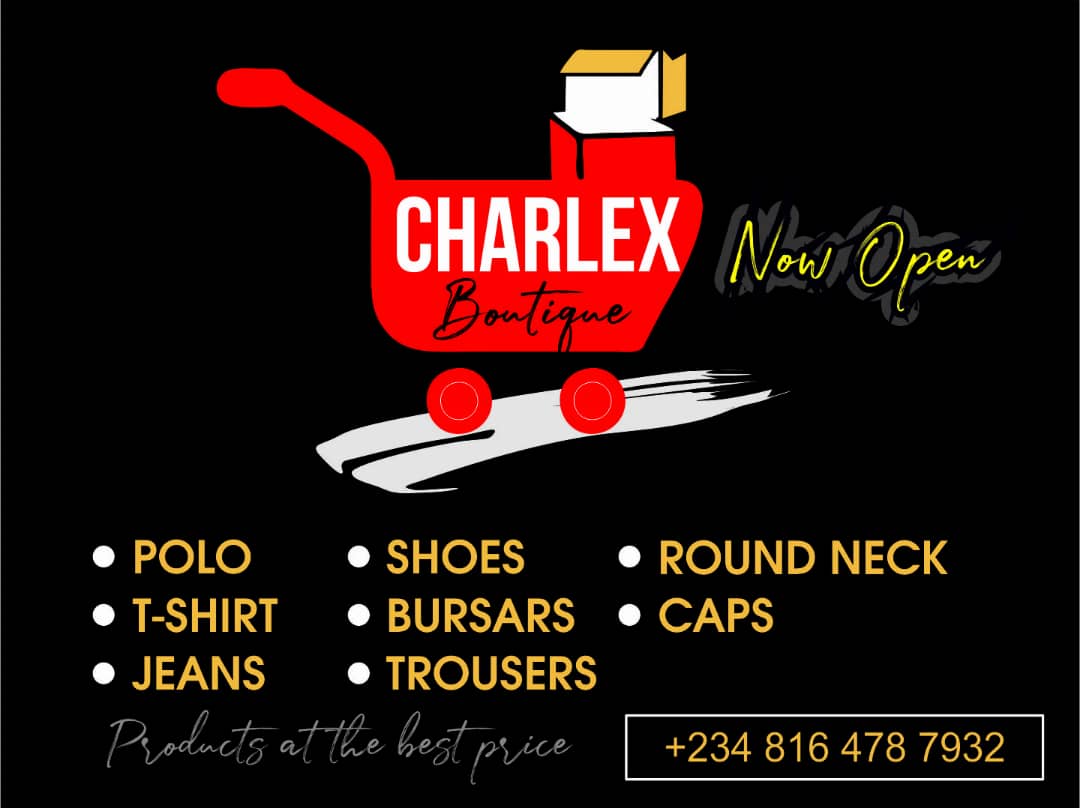 CHARLEX
Boutique
Now Open
POLO
T-SHIRT
JEANS
SHOES
BURSARS
TROUSERS
ROUND NECK
CAPS
Products at the best price
+234 816 478 7932